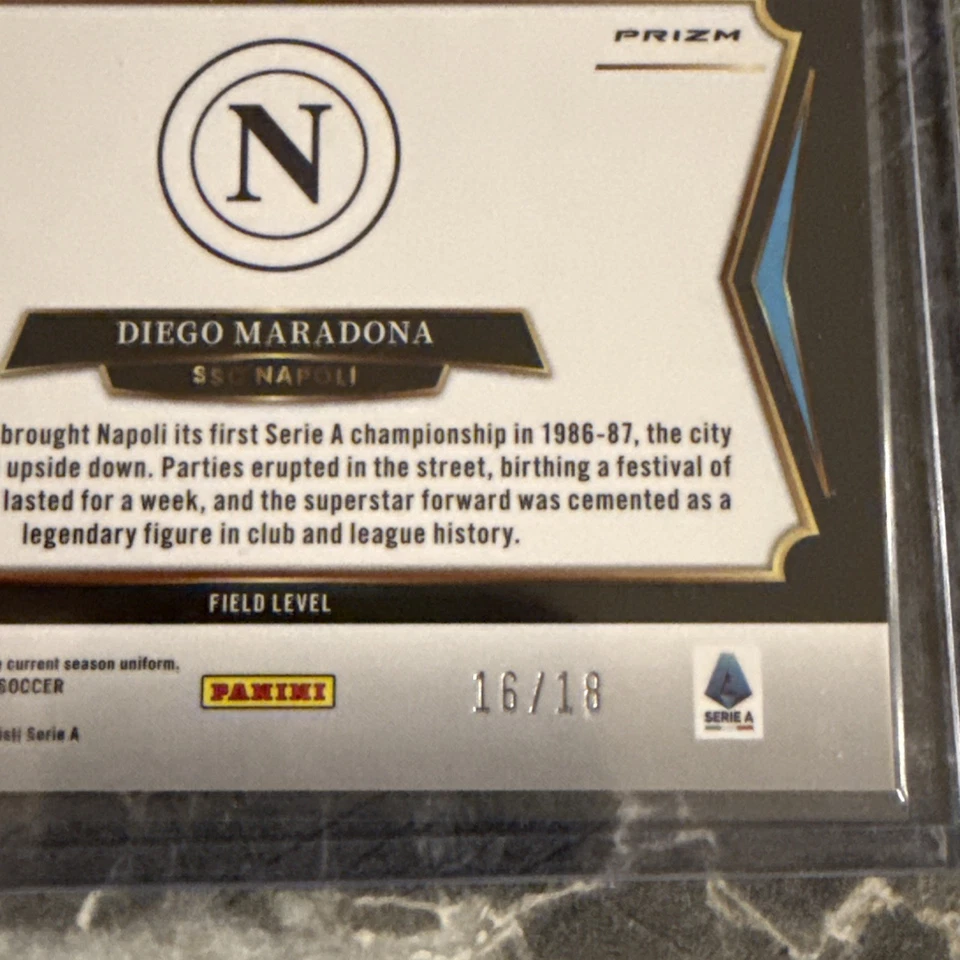 PRIZM
N
DIEGO MARADONA
SSC NAPOLI
brought Napoli its first Serie A championship in 1986-87, the city
upside down. Parties erupted in the street, birthing a festival of
lasted for a week, and the superstar forward was cemented as a
legendary figure in club and league history.
FIELD LEVEL
current season uniform.
SOCCER
PANINI
16/18
SERIE A
Serie A